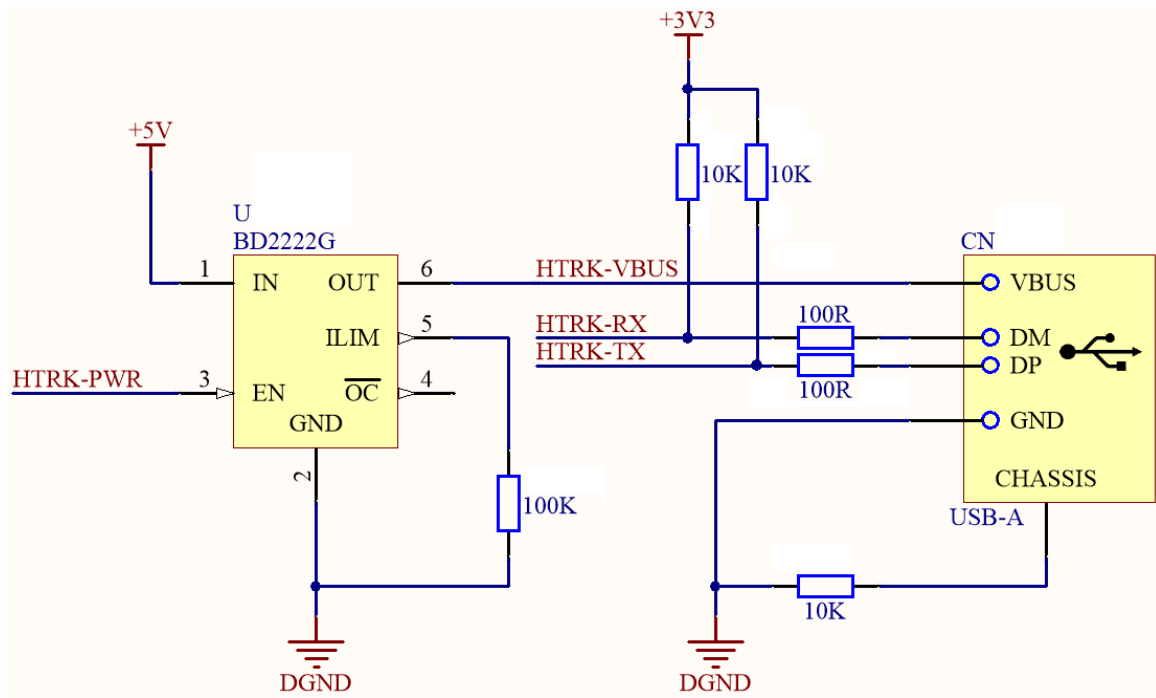 +3V3
+5V
10K
10K
U
BD2222G
CN
1
IN
OUT
6
HTRK-VBUS
VBUS
ILIM
5
HTRK-RX
100R
DM
HTRK-TX
100R
DP
HTRK-PWR
3
EN
OC
4
GND
GND
2
100K
CHASSIS
USB-A
10K
DGND
DGND